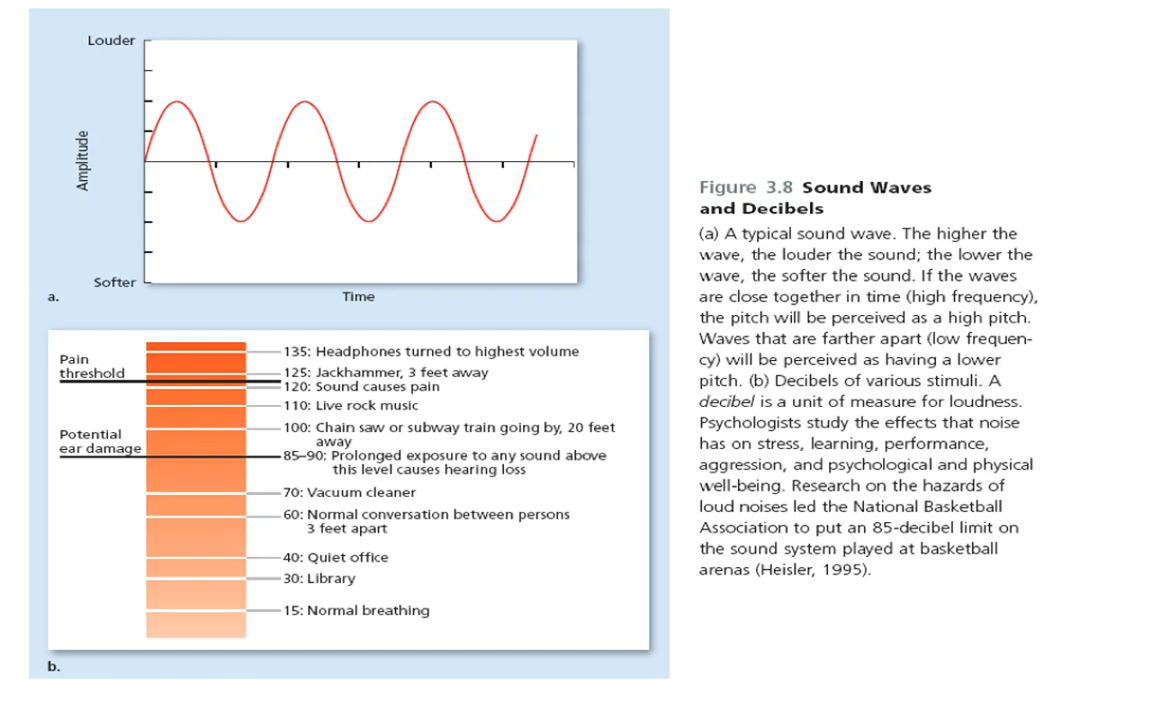 Louder
Amplitude
Softer
a.
Time
Pain
threshold
Potential
ear damage
135: Headphones turned to highest volume
125: Jackhammer, 3 feet away
120: Sound causes pain
110: Live rock music
100: Chain saw or subway train going by, 20 feet
away
85–90: Prolonged exposure to any sound above
this level causes hearing loss
70: Vacuum cleaner
60: Normal conversation between persons
3 feet apart
40: Quiet office
30: Library
15: Normal breathing
b.
Figure 3.8 Sound Waves
and Decibels
(a) A typical sound wave. The higher the
wave, the louder the sound; the lower the
wave, the softer the sound. If the waves
are close together in time (high frequency),
the pitch will be perceived as a high pitch.
Waves that are farther apart (low frequen-
cy) will be perceived as having a lower
pitch. (b) Decibels of various stimuli. A
decibel is a unit of measure for loudness.
Psychologists study the effects that noise
has on stress, learning, performance,
aggression, and psychological and physical
well-being. Research on the hazards of
loud noises led the National Basketball
Association to put an 85-decibel limit on
the sound system played at basketball
arenas (Heisler, 1995).